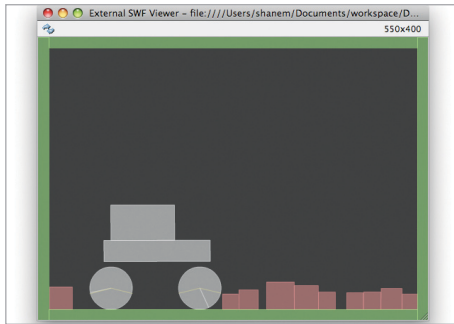 External SWF Viewer – file:////Users/shanem/Documents/workspace/D...
550x400